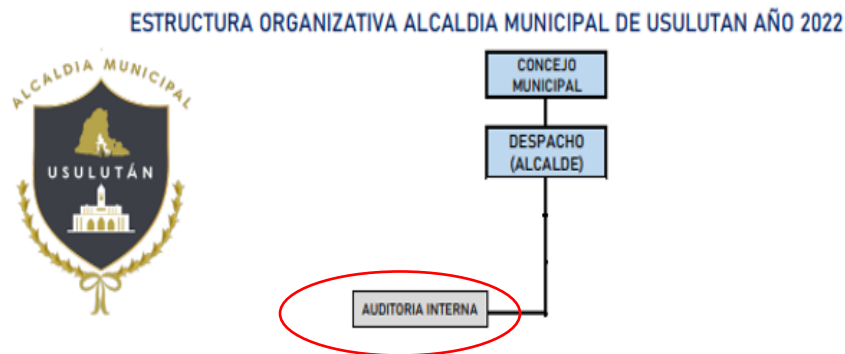 ESTRUCTURA ORGANIZATIVA ALCALDIA MUNICIPAL DE USULUTAN AÑO 2022
ALCALDIA MUNICIPAL
USULUTÁN
CONCEJO
MUNICIPAL
DESPACHO
(ALCALDE)
AUDITORIA INTERNA